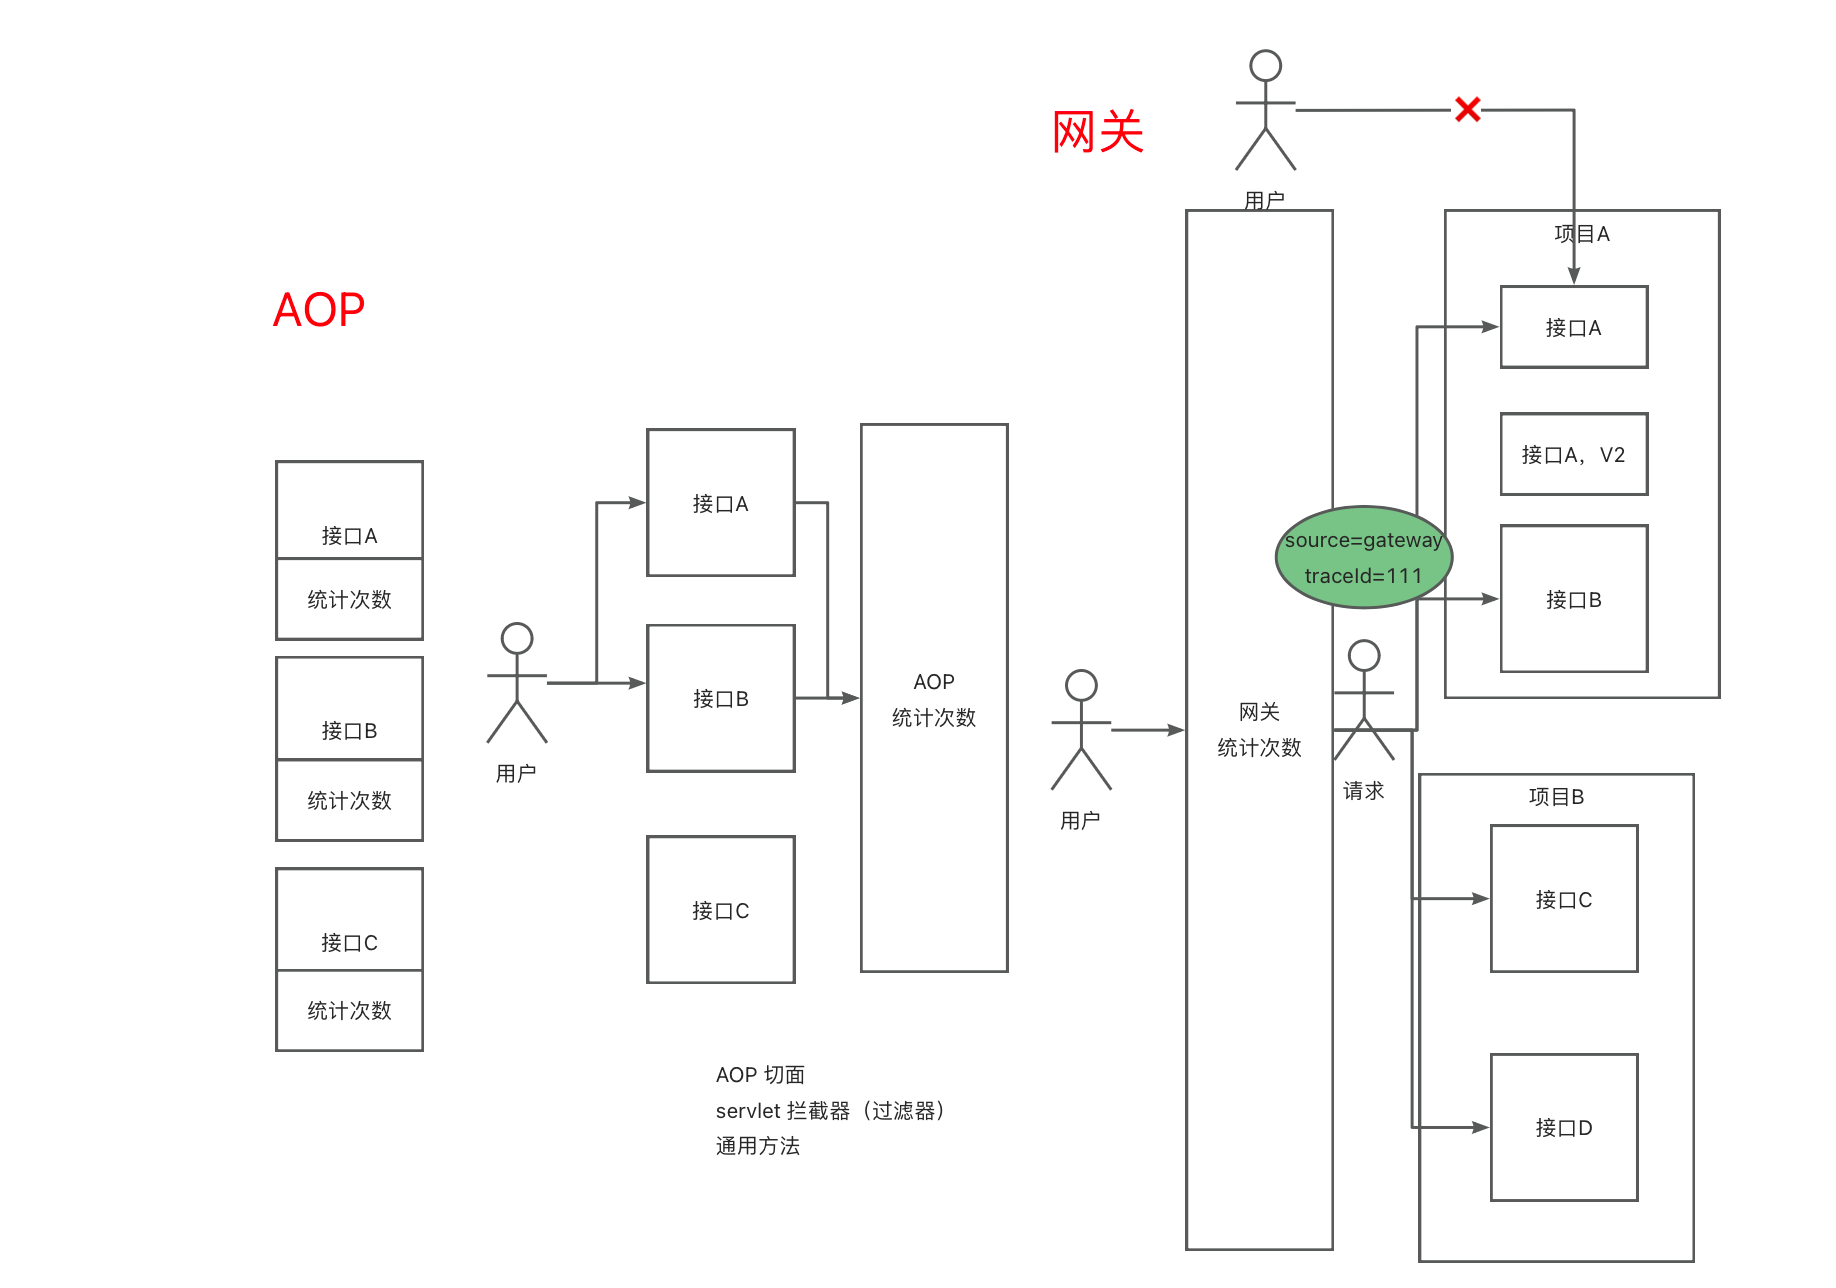 AOP
接口A
统计次数
接口B
统计次数
接口C
统计次数
用户
接口A
接口B
接口C
AOP
统计次数
AOP 切面
servlet 拦截器（过滤器）
通用方法
网关
用户
用户
网关
统计次数
source=gateway
traceId=111
请求
项目A
接口A
接口A，V2
接口B
项目B
接口C
接口D